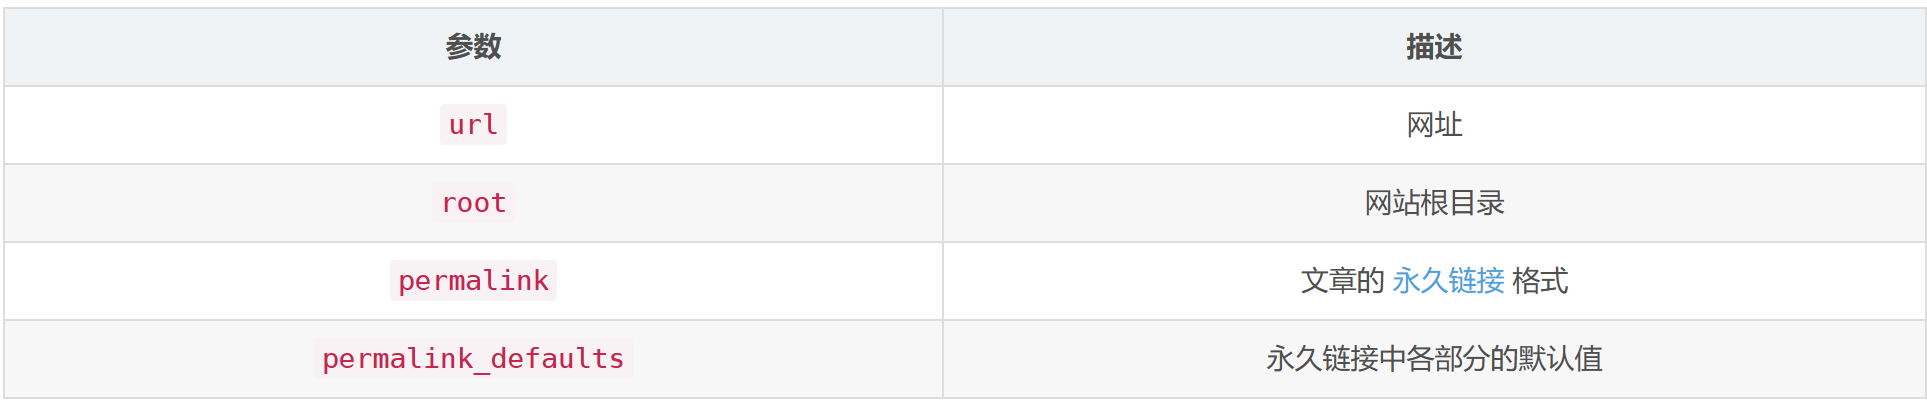 参数 描述
url 网址
root 网站根目录
permalink 文章的 永久链接 格式
permalink_defaults 永久链接中各部分的默认值